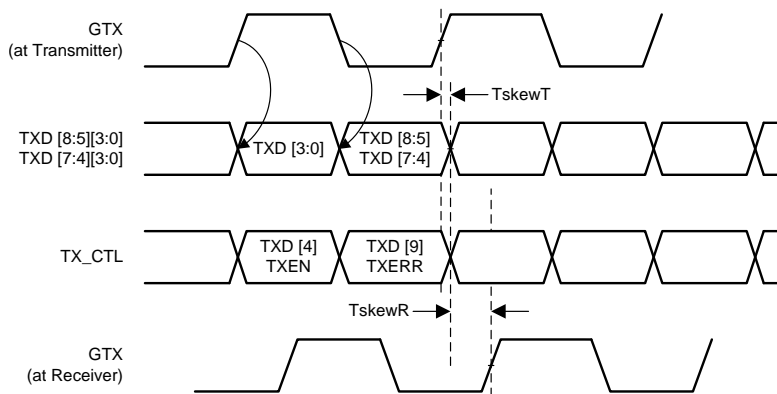 GTX
(at Transmitter)
TskewT
TXD [8:5][3:0]
TXD [7:4][3:0]
TXD [3:0]
TXD [8:5]
TXD [7:4]
TX_CTL
TXD [4]
TXEN
TXD [9]
TXERR
TskewR
GTX
(at Receiver)